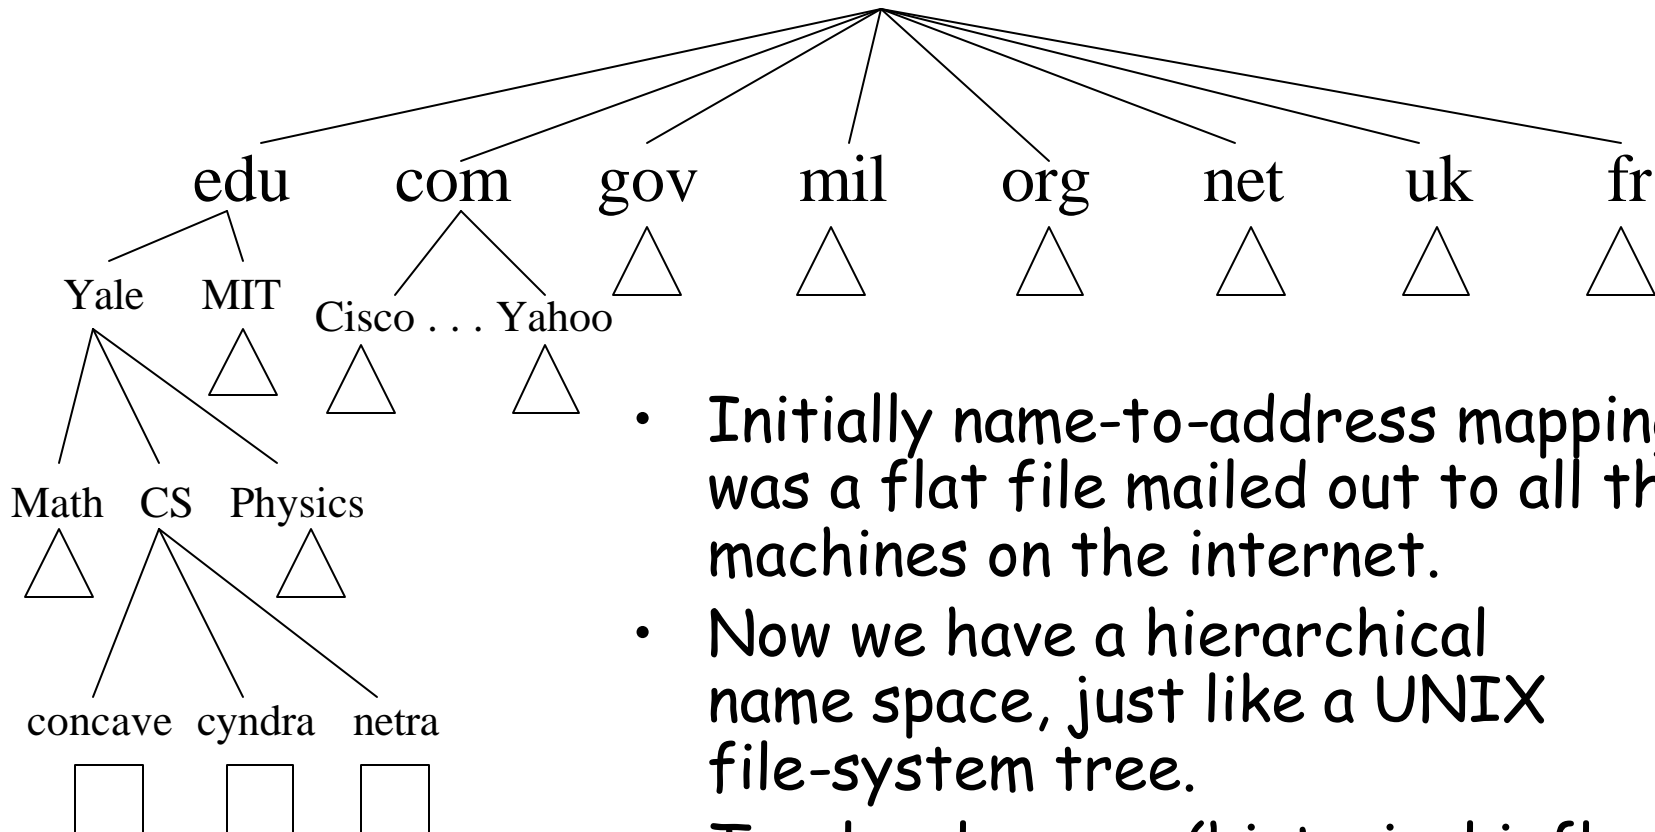 edu com gov mil org net uk fr
Yale MIT
Cisco . . . Yahoo
Math CS Physics
concave cyndra netra
• Initially name-to-address mapping
was a flat file mailed out to all th
machines on the internet.
• Now we have a hierarchical
name space, just like a UNIX
file-system tree.